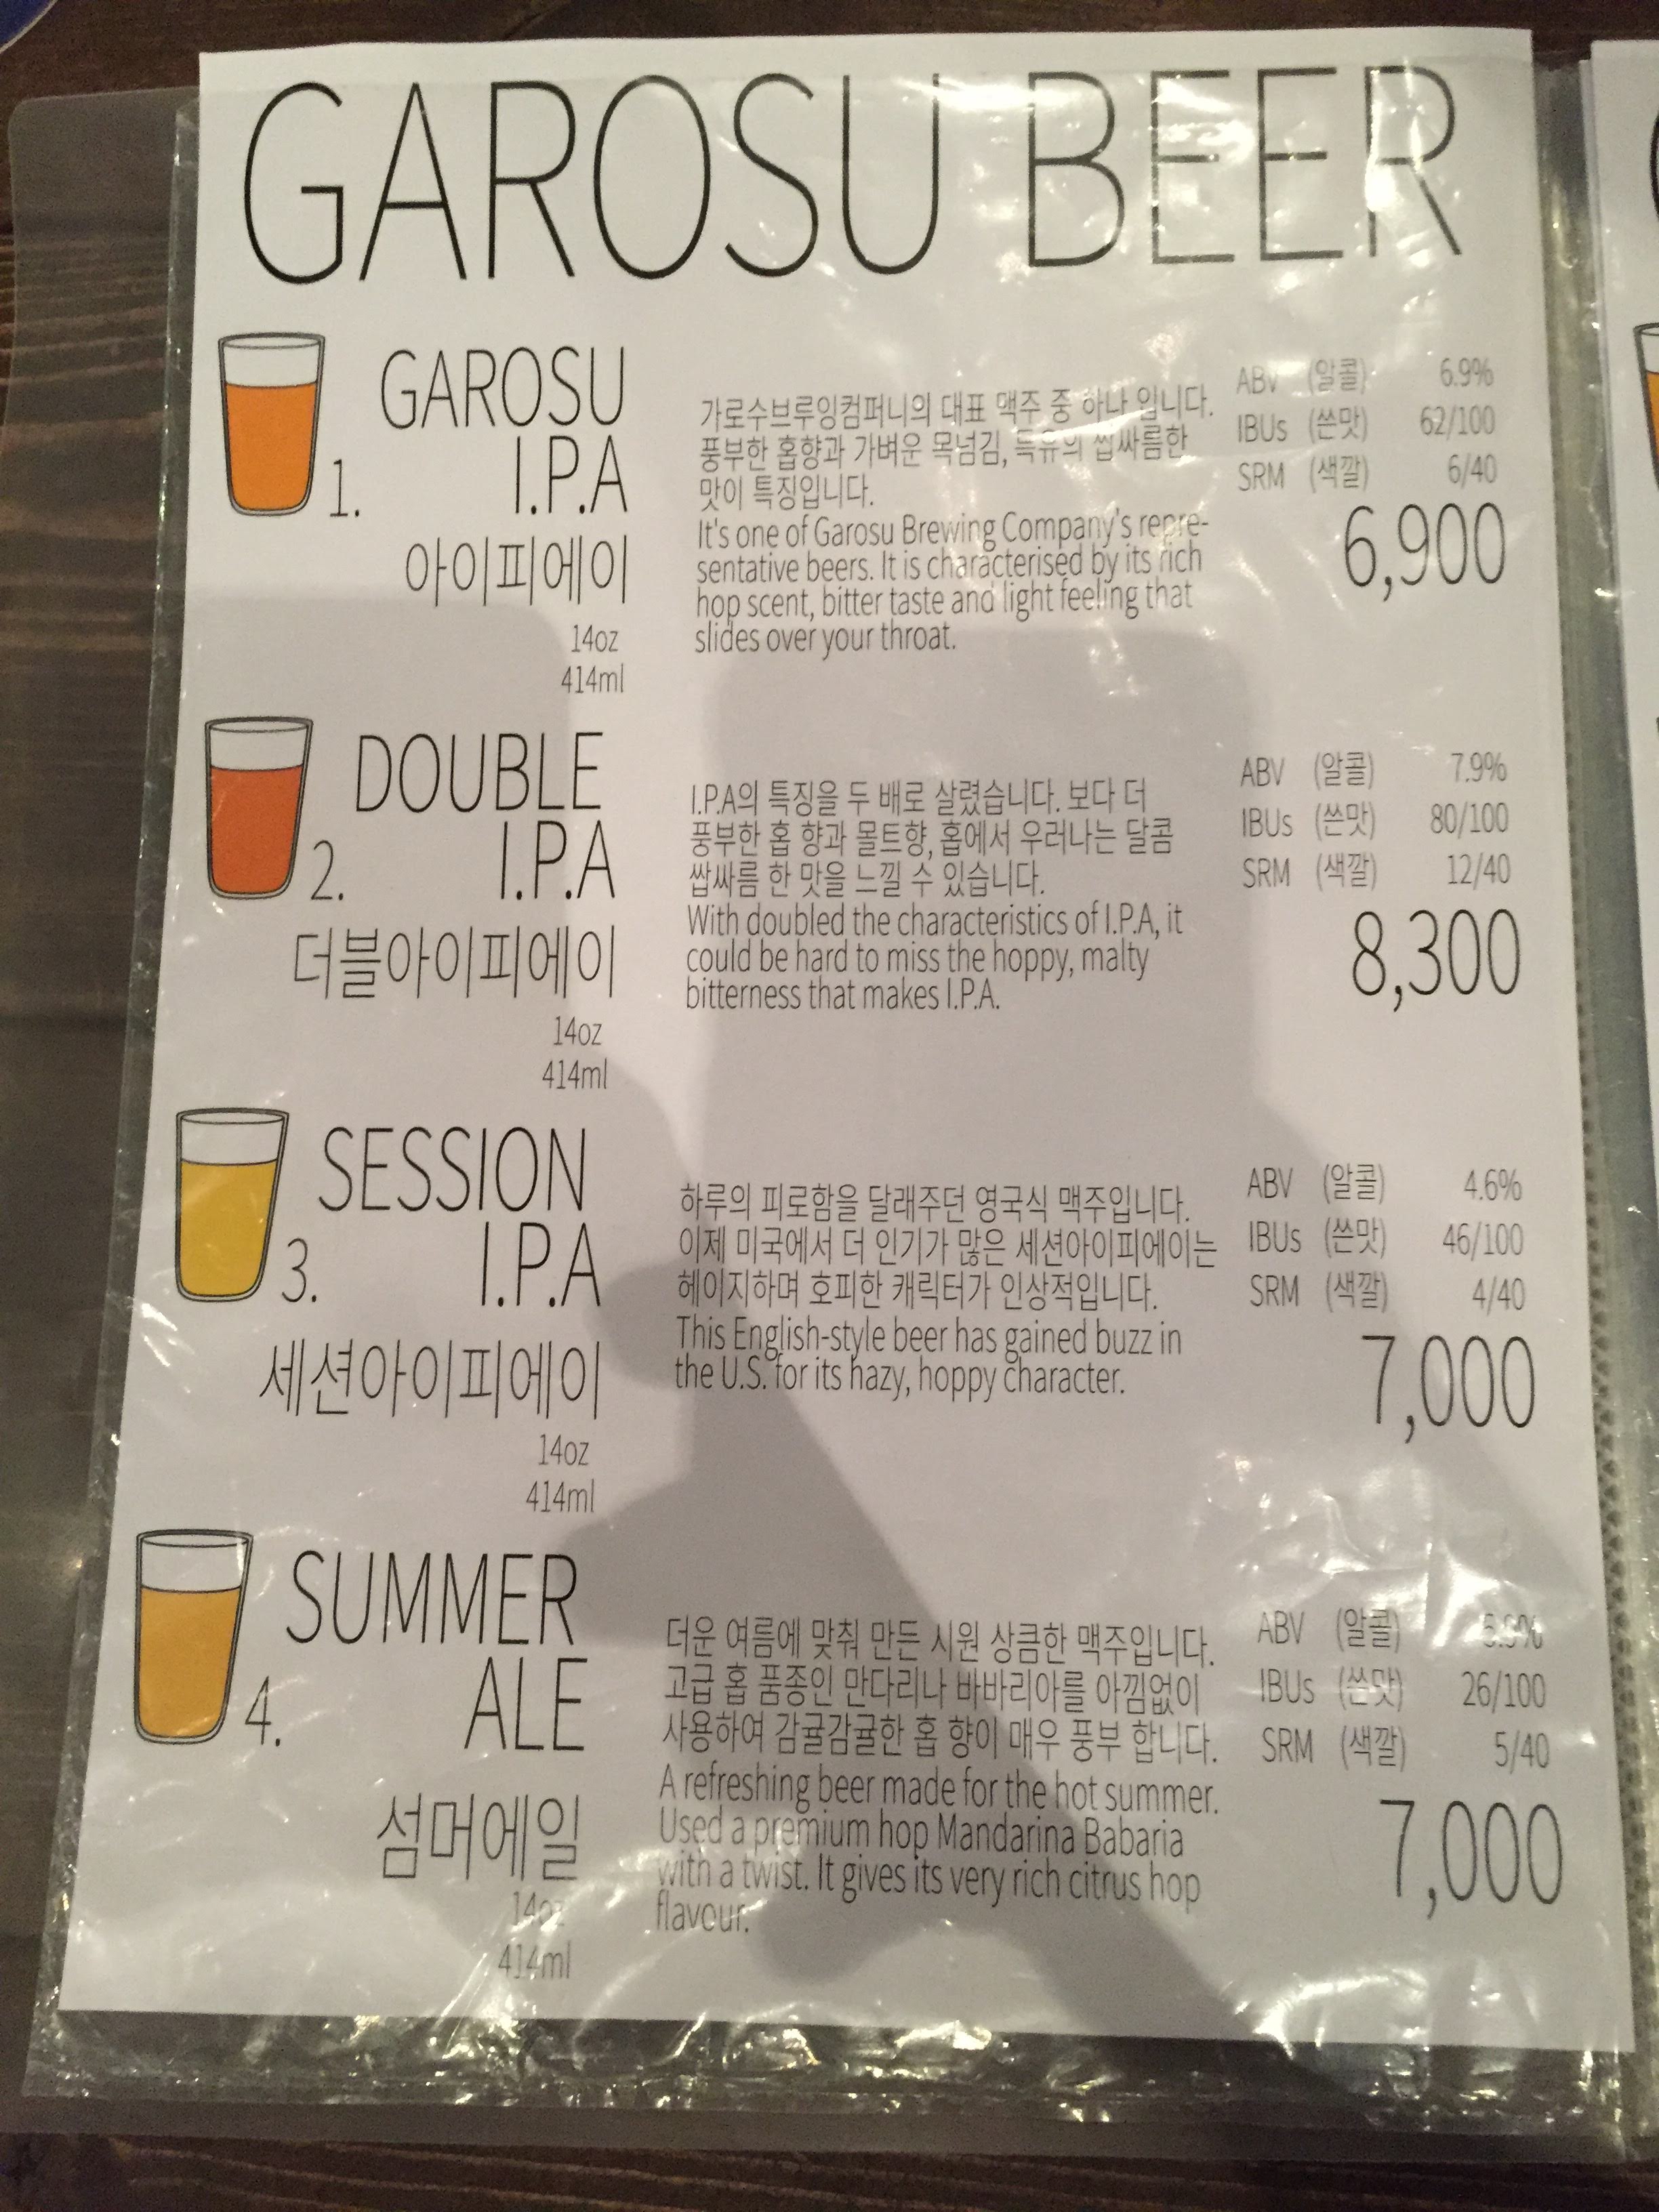 GAROSU BEER
1.
GAROSU
I.P.A
아이피에이
14oz
414ml
가로수브루잉컴퍼니의 대표 맥주 중 하나 입니다.
풍부한 홉향과 가벼운 목넘김, 특유의 쌉싸름한
맛이 특징입니다.
It's one of Garosu Brewing Company's repre-
sentative beers. It is characterised by its rich
hop scent, bitter taste and light feeling that
slides over your throat.
ABV (알콜) 6.9%
IBUs (쓴맛) 62/100
SRM (색깔) 6/40
6,900
2.
DOUBLE
I.P.A
더블아이피에이
14oz
414ml
I.P.A의 특징을 두 배로 살렸습니다. 보다 더
풍부한 홉 향과 몰트향, 홉에서 우러나는 달콤
쌉싸름 한 맛을 느낄 수 있습니다.
With doubled the characteristics of I.P.A, it
could be hard to miss the hoppy, malty
bitterness that makes I.P.A.
ABV (알콜) 7.9%
IBUs (쓴맛) 80/100
SRM (색깔) 12/40
8,300
3.
SESSION
I.P.A
세션아이피에이
14oz
414ml
하루의 피로함을 달래주던 영국식 맥주입니다.
이제 미국에서 더 인기가 많은 세션아이피에이는
헤이지하며 호피한 캐릭터가 인상적입니다.
This English-style beer has gained buzz in
the U.S. for its hazy, hoppy character.
ABV (알콜) 4.6%
IBUs (쓴맛) 46/100
SRM (색깔) 4/40
7,000
4.
SUMMER
ALE
섬머에일
14oz
414ml
더운 여름에 맞춰 만든 시원 상큼한 맥주입니다.
고급 홉 품종인 만다리나 바바리아를 아낌없이
사용하여 감귤감귤한 홉 향이 매우 풍부 합니다.
A refreshing beer made for the hot summer.
Used a premium hop Mandarina Babaria
with a twist. It gives its very rich citrus hop
flavour.
ABV (알콜)
IBUs (쓴맛) 26/100
SRM (색깔) 5/40
7,000